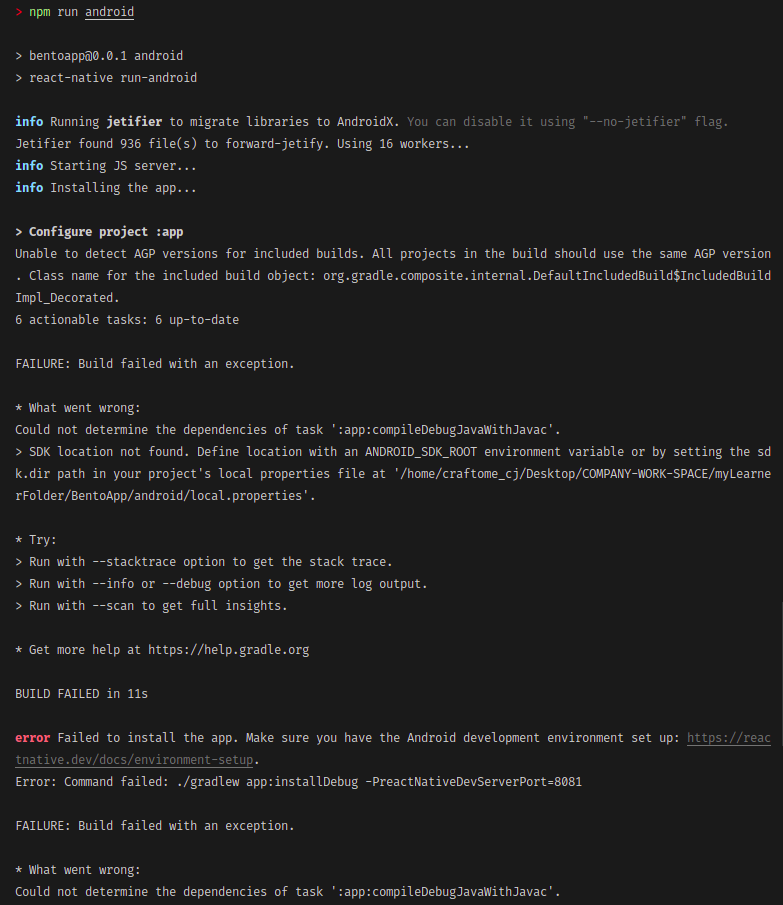 > npm run android
> bentoapp@0.0.1 android
> react-native run-android
info Running jetifier to migrate libraries to AndroidX. You can disable it using "--no-jetifier" flag.
Jetifier found 936 file(s) to forward-jetify. Using 16 workers...
info Starting JS server...
info Installing the app...
> Configure project :app
Unable to detect AGP versions for included builds. All projects in the build should use the same AGP version
. Class name for the included build object: org.gradle.composite.internal.DefaultIncludedBuild$IncludedBuild
Impl_Decorated.
6 actionable tasks: 6 up-to-date
FAILURE: Build failed with an exception.
* What went wrong:
Could not determine the dependencies of task ':app:compileDebugJavaWithJavac'.
> SDK location not found. Define location with an ANDROID_SDK_ROOT environment variable or by setting the sd
k.dir path in your project's local properties file at '/home/craftome_cj/Desktop/COMPANY-WORK-SPACE/myLearne
rFolder/BentoApp/android/local.properties'.
* Try:
> Run with --stacktrace option to get the stack trace.
> Run with --info or --debug option to get more log output.
> Run with --scan to get full insights.
* Get more help at https://help.gradle.org
BUILD FAILED in 11s
error Failed to install the app. Make sure you have the Android development environment set up: https://reac
tnative.dev/docs/environment-setup.
Error: Command failed: ./gradlew app:installDebug -PreactNativeDevServerPort=8081
FAILURE: Build failed with an exception.
* What went wrong:
Could not determine the dependencies of task ':app:compileDebugJavaWithJavac'.